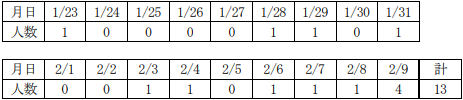 月日 1/23 1/24 1/25 1/26 1/27 1/28 1/29 1/30 1/31
人数 1 0 0 0 0 1 1 0 1
月日 2/1 2/2 2/3 2/4 2/5 2/6 2/7 2/8 2/9 計
人数 0 0 1 1 0 1 1 1 4 13